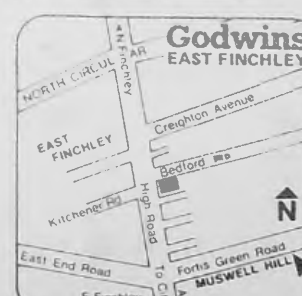 Godwins
EAST FINCHLEY
N Finchley
NORTH CIRCULAR
Creighton Avenue
EAST
FINCHLEY
Bedford
Kitchener Rd
High Road
N
East End Road
Fortis Green Road
MUSWELL HILL
To